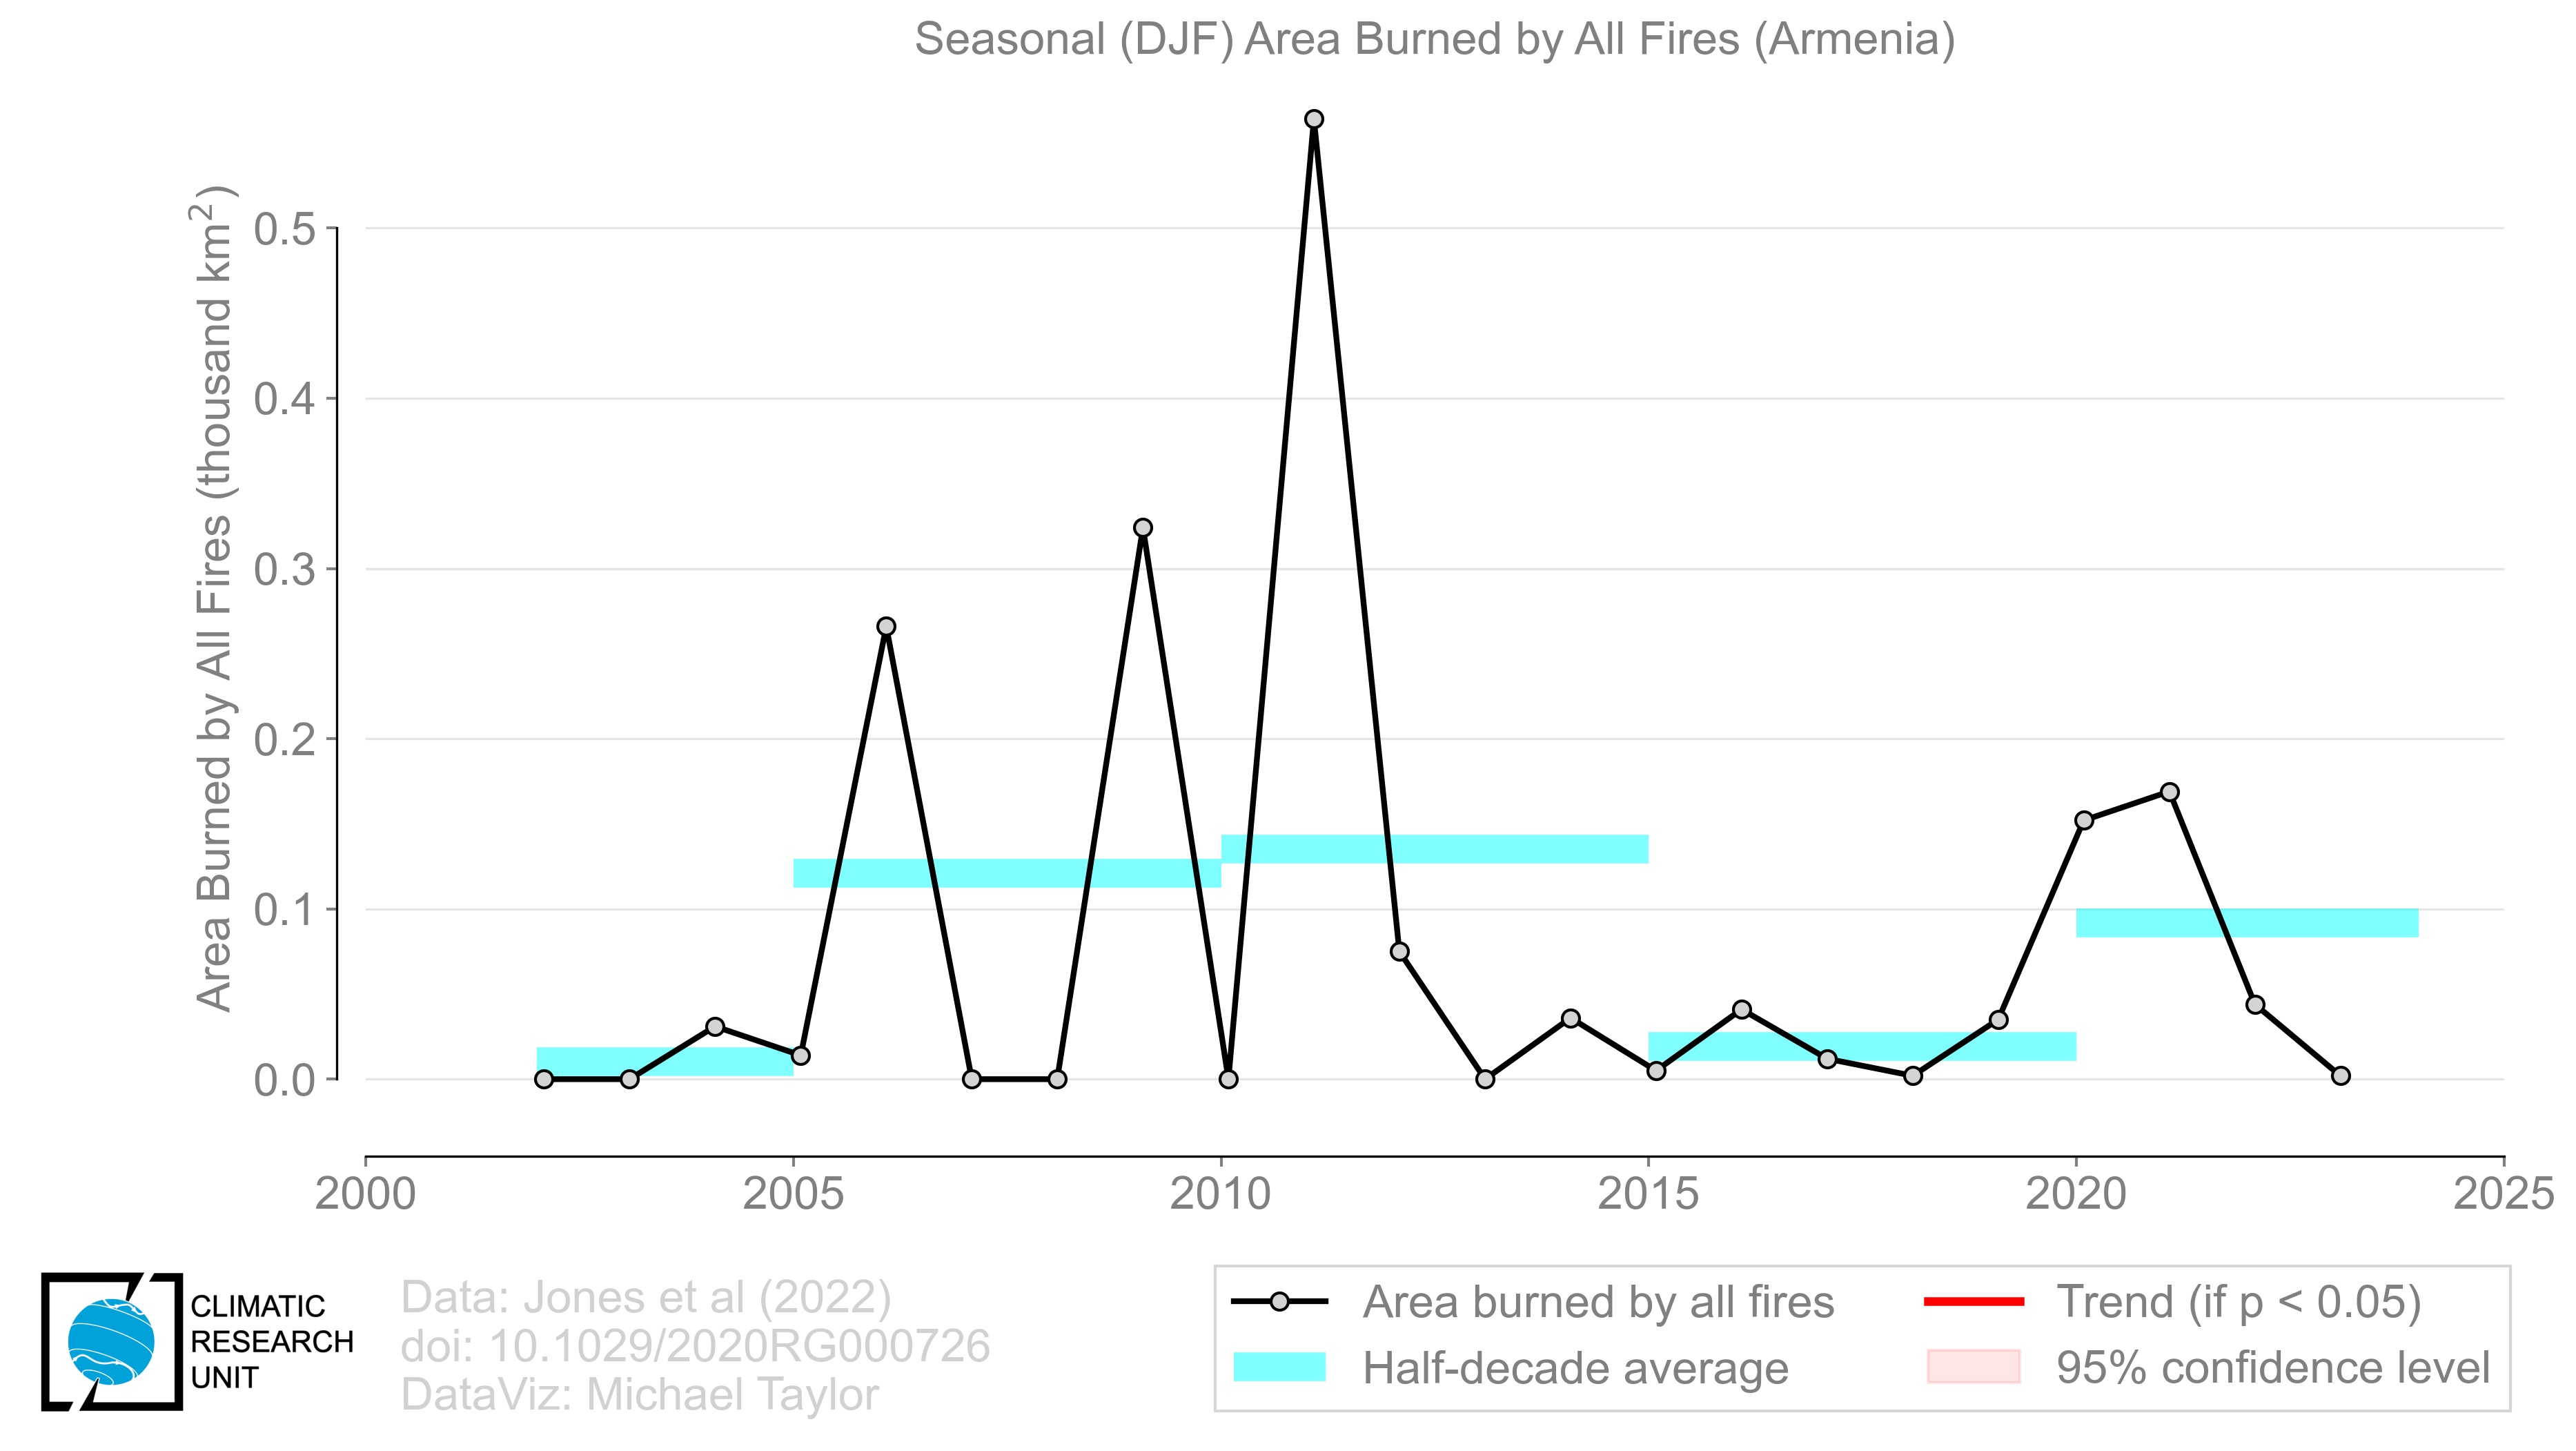 Seasonal (DJF) Area Burned by All Fires (Armenia)
Area Burned by All Fires (thousand km²)
0.5
0.4
0.3
0.2
0.1
0.0
2000 2005 2010 2015 2020 2025
CLIMATIC
RESEARCH
UNIT
Data: Jones et al (2022)
doi: 10.1029/2020RG000726
DataViz: Michael Taylor
Area burned by all fires
Half-decade average
Trend (if p < 0.05)
95% confidence level